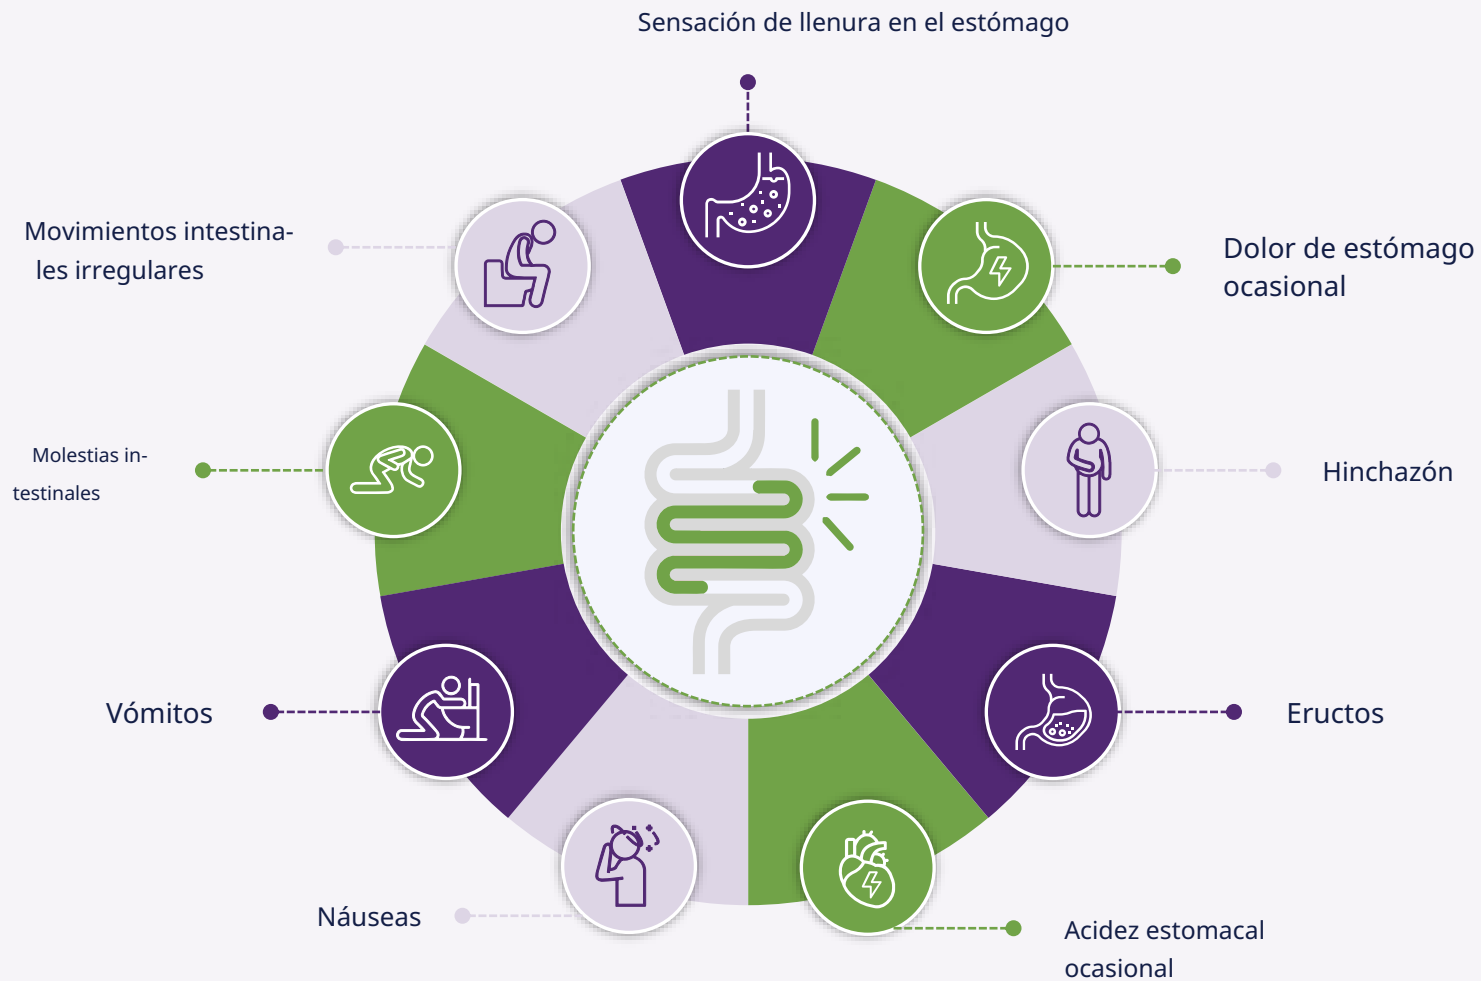 Sensación de llenura en el estómago
Dolor de estómago
ocasional
Hinchazón
Eructos
Acidez estomacal
ocasional
Náuseas
Vómitos
Molestias in-
testinales
Movimientos intestina-
les irregulares